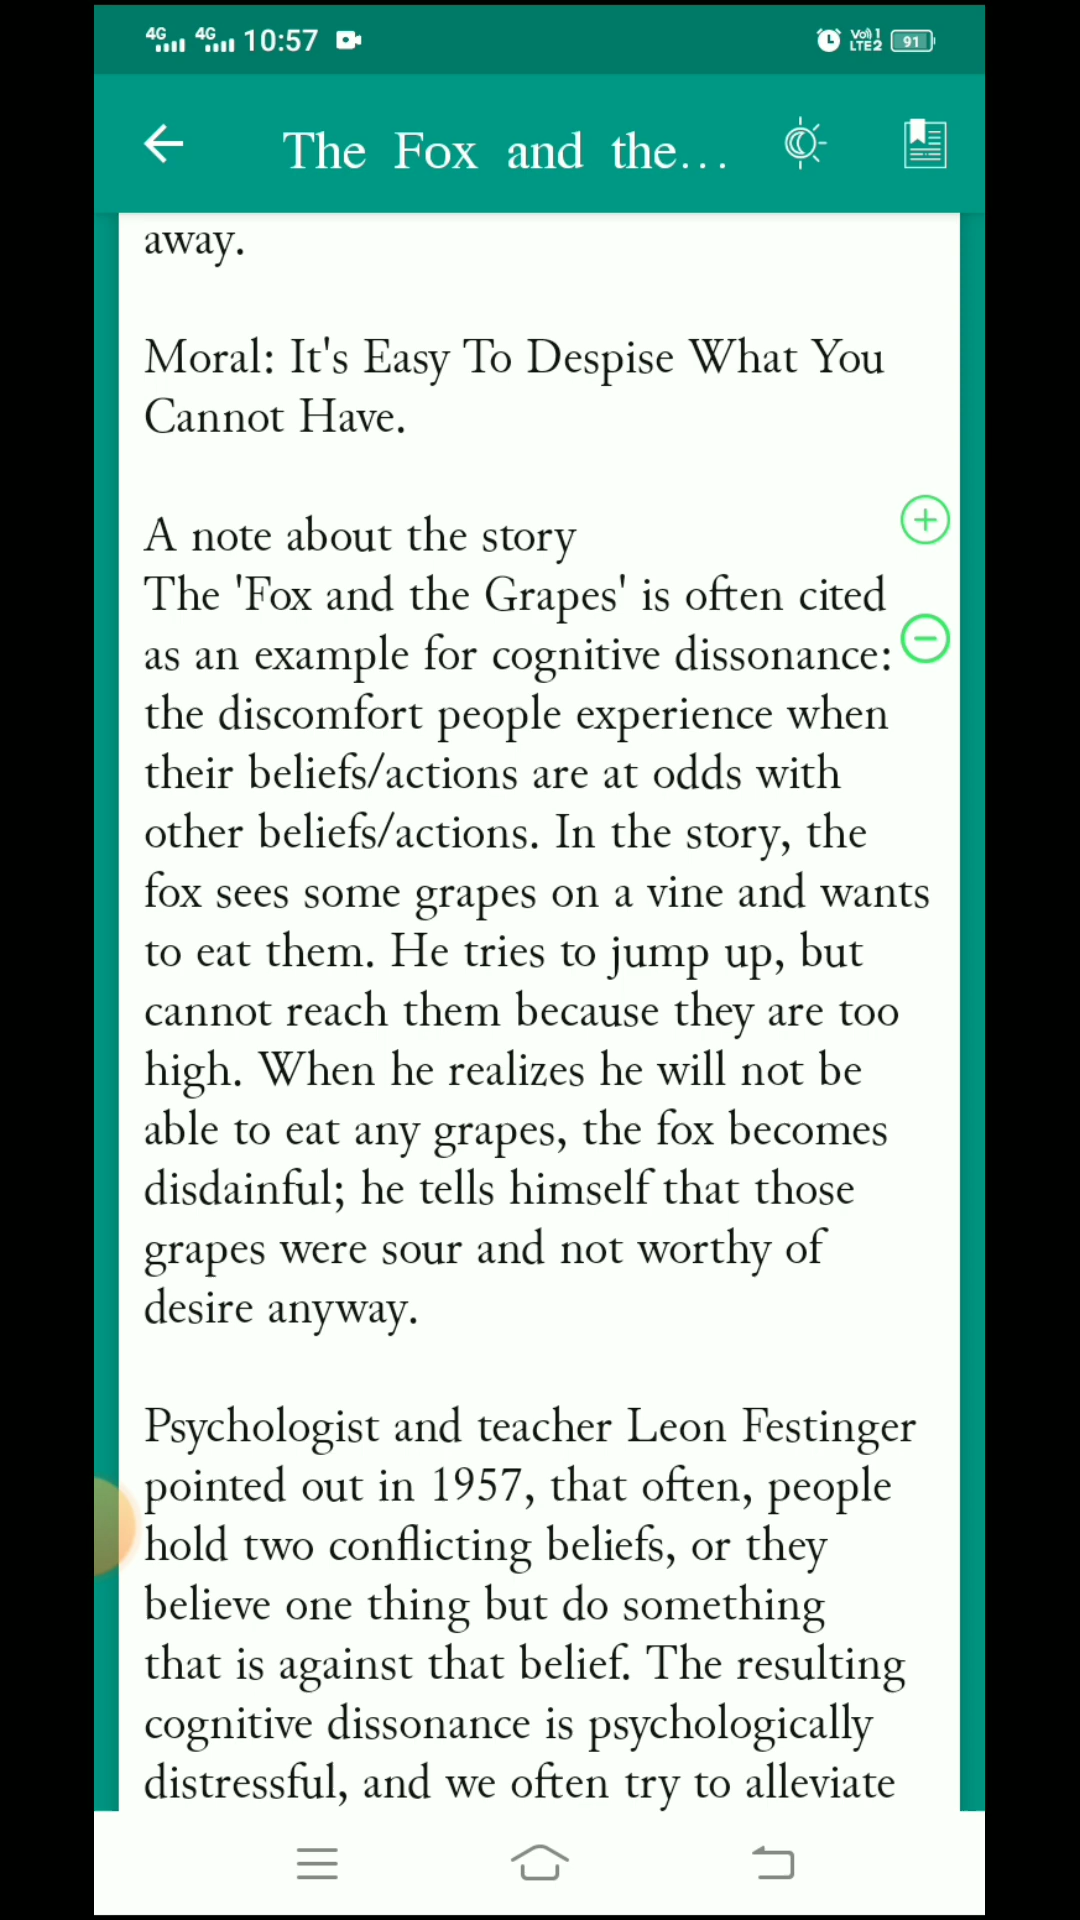 4G 4G 10:57 Vo) 1 LTE2 91
The Fox and the...
away.
Moral: It's Easy To Despise What You
Cannot Have.
A note about the story
The 'Fox and the Grapes' is often cited
as an example for cognitive dissonance:
the discomfort people experience when
their beliefs/actions are at odds with
other beliefs/actions. In the story, the
fox sees some grapes on a vine and wants
to eat them. He tries to jump up, but
cannot reach them because they are too
high. When he realizes he will not be
able to eat any grapes, the fox becomes
disdainful; he tells himself that those
grapes were sour and not worthy of
desire anyway.
Psychologist and teacher Leon Festinger
pointed out in 1957, that often, people
hold two conflicting beliefs, or they
believe one thing but do something
that is against that belief. The resulting
cognitive dissonance is psychologically
distressful, and we often try to alleviate